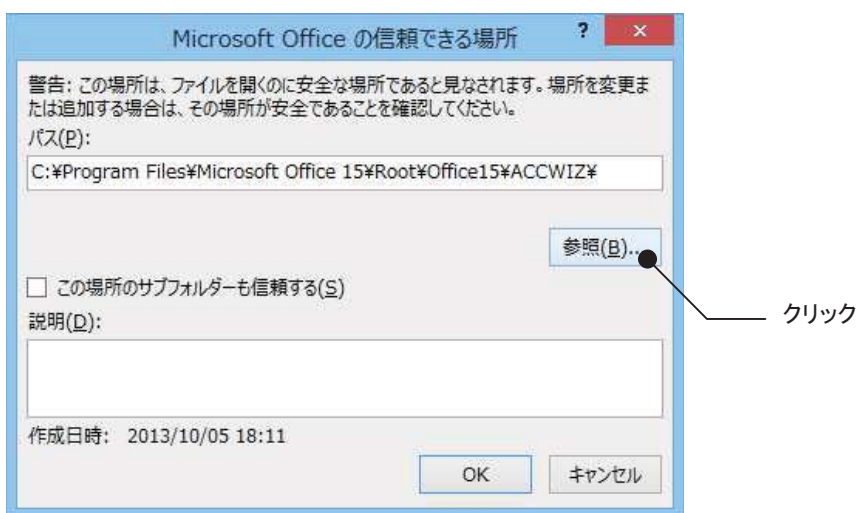 Microsoft Office の信頼できる場所
? ×
警告: この場所は、ファイルを開くのに安全な場所であると見なされます。場所を変更ま
たは追加する場合は、その場所が安全であることを確認してください。
パス(P):
C:¥Program Files¥Microsoft Office 15¥Root¥Office15¥ACCWIZ¥
参照(B)...
この場所のサブフォルダーも信頼する(S)
クリック
説明(D):
作成日時: 2013/10/05 18:11
OK キャンセル